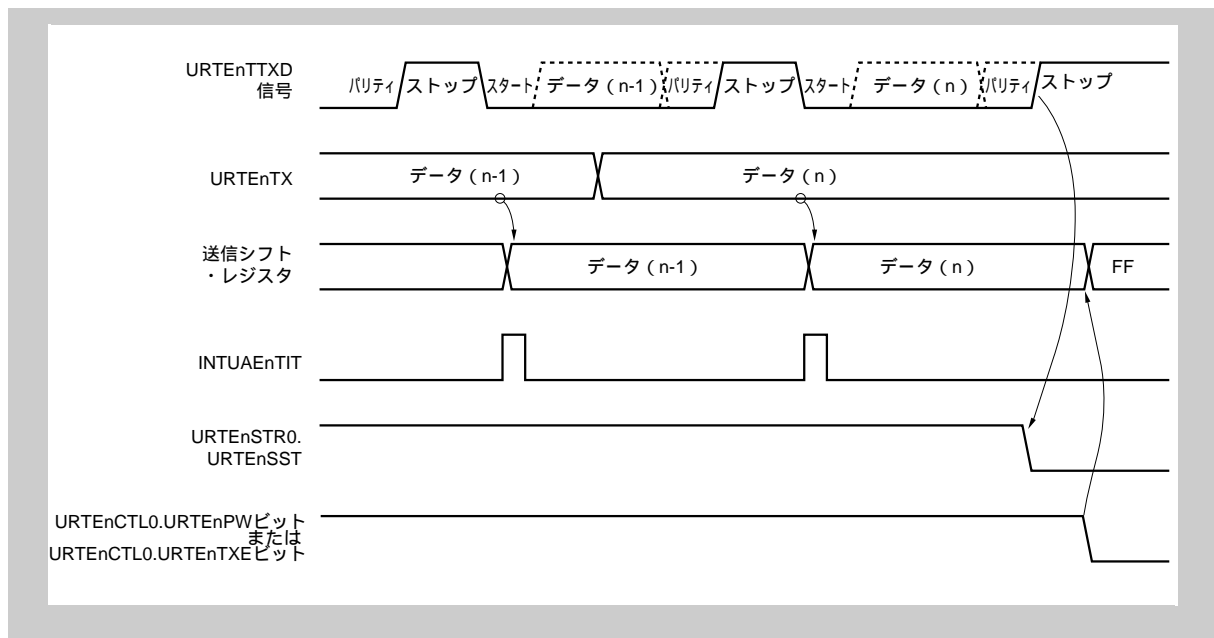 URTEnTTXD
信号
パリティ
ストップ
スタート
データ(n-1)
パリティ
ストップ
スタート
データ(n)
パリティ
ストップ
URTEnTX
データ(n-1)
データ(n)
送信シフト
・レジスタ
データ(n-1)
データ(n)
FF
INTUAEnTIT
URTEnSTR0.
URTEnSST
URTEnCTL0.URTEnPWビット
または
URTEnCTL0.URTEnTXEビット